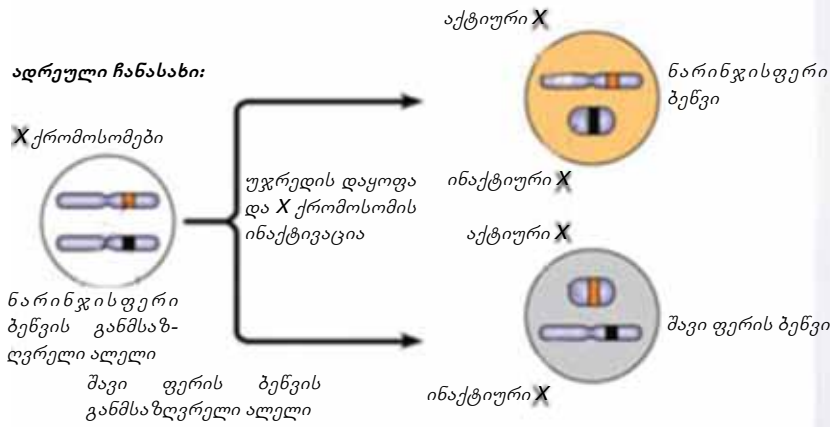 ადრეული ჩანასახი:
X ქრომოსომები
ნარინჯისფერი
ბეწვის განმსაზ-
ღვრელი ალელი
შავი ფერის ბეწვის
განმსაზღვრელი ალელი
უჯრედის დაყოფა
და X ქრომოსომის
ინაქტივაცია
აქტიური X
ნარინჯისფერი
ბეწვი
ინაქტიური X
აქტიური X
შავი ფერის ბეწვი
ინაქტიური X